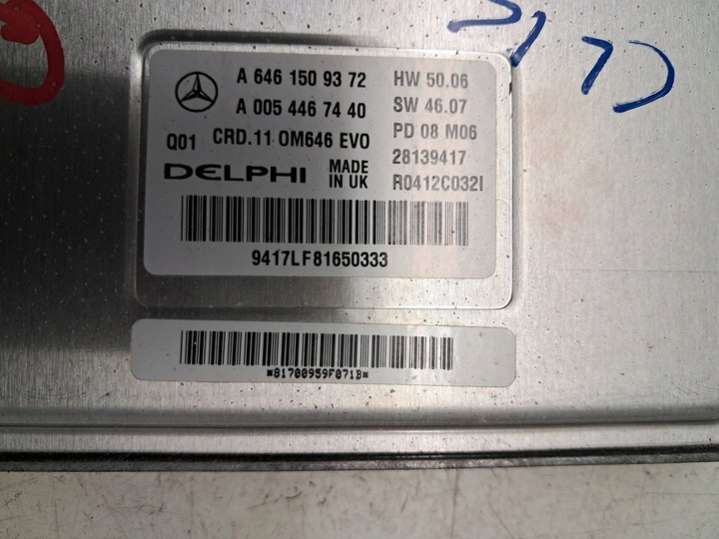 A 646 150 93 72 HW 50.06
A 005 446 74 40 SW 46.07
Q01 CRD.11 OM646 EVO PD 08 M06
28139417
DELPHI MADE IN UK R0412C032I
9417LF81650333
*81700959F071B*